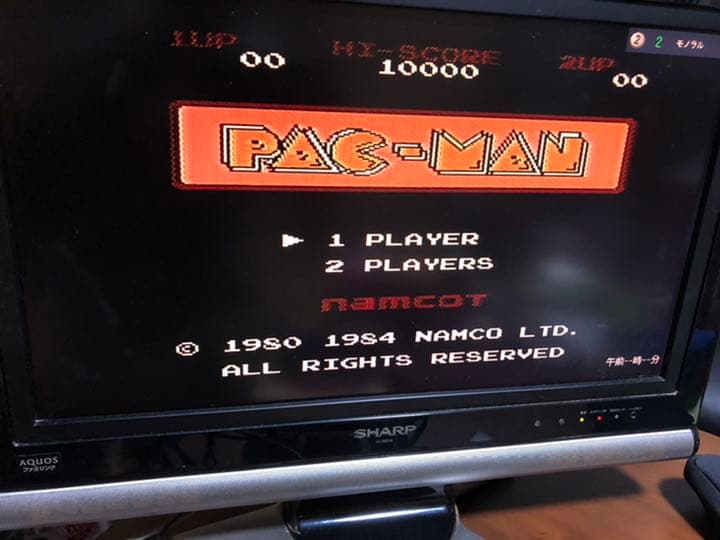 1UP
HI-SCORE
2UP
00
10000
00
2 2 モノラル
PAC-MAN
1 PLAYER
2 PLAYERS
namcot
© 1980 1984 NAMCO LTD.
ALL RIGHTS RESERVED
午前--時--分
SHARP
AQUOS
ファミリンク